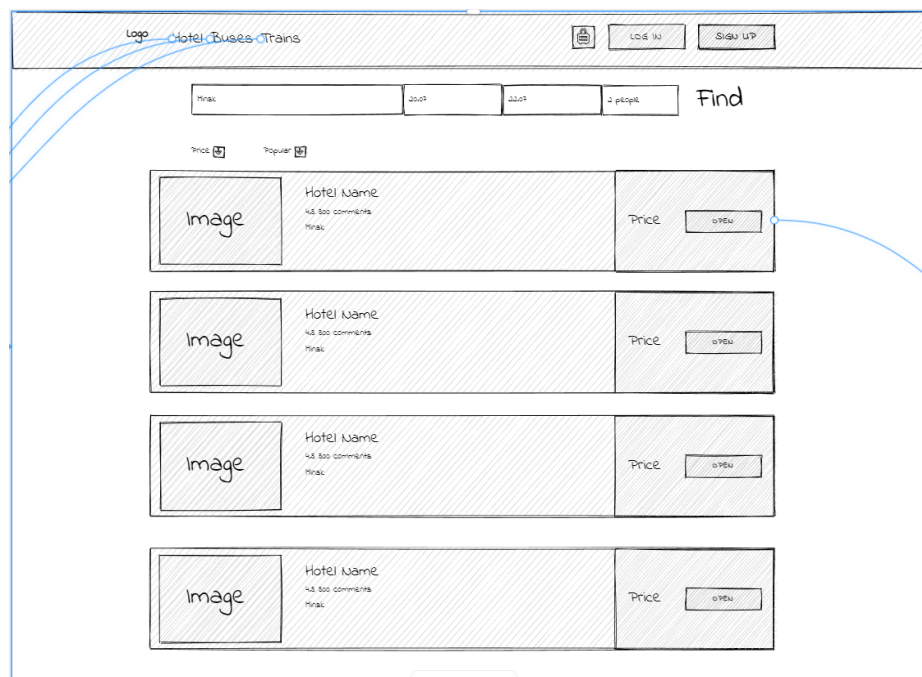 Logo Hotel Buses Trains LOG IN SIGN UP
Minsk 20.07 22.07 2 people Find
Price Popular
Hotel Name
4.8 300 comments
Minsk
Image
Price OPEN
Hotel Name
4.8 300 comments
Minsk
Image
Price OPEN
Hotel Name
4.8 300 comments
Minsk
Image
Price OPEN
Hotel Name
4.8 300 comments
Minsk
Image
Price OPEN